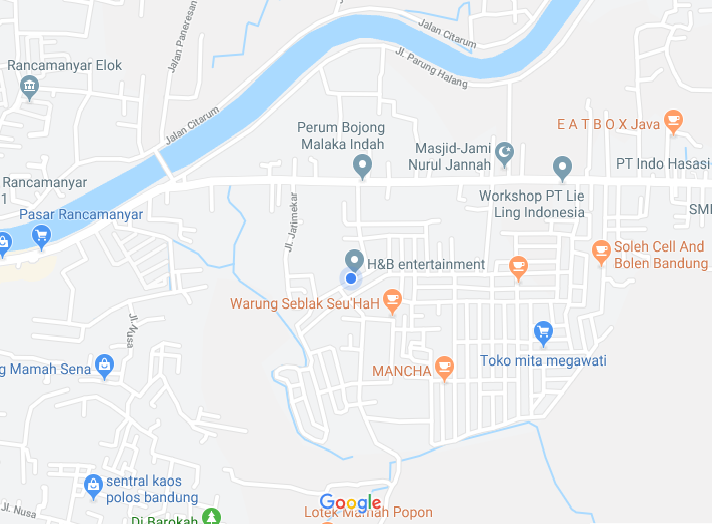 Jalan Citarum
Jalan Paneresan
Jl. Parung Halang
Rancamanyar Elok
Jalan Citarum
E A T B O X Java
Perum Bojong
Malaka Indah
Masjid-Jami
Nurul Jannah
PT Indo Hasasi
Rancamanyar
1
Workshop PT Lie
Ling Indonesia
Pasar Rancamanyar
SMI
Jl. Jatimekar
Soleh Cell And
Bolen Bandung
H&B entertainment
Warung Seblak Seu'HaH
Jl. Nusa
Toko mita megawati
g Mamah Sena
MANCHA
sentral kaos
polos bandung
Jl. Nusa
Google
Lotek Mamah Popon
Di Barokah